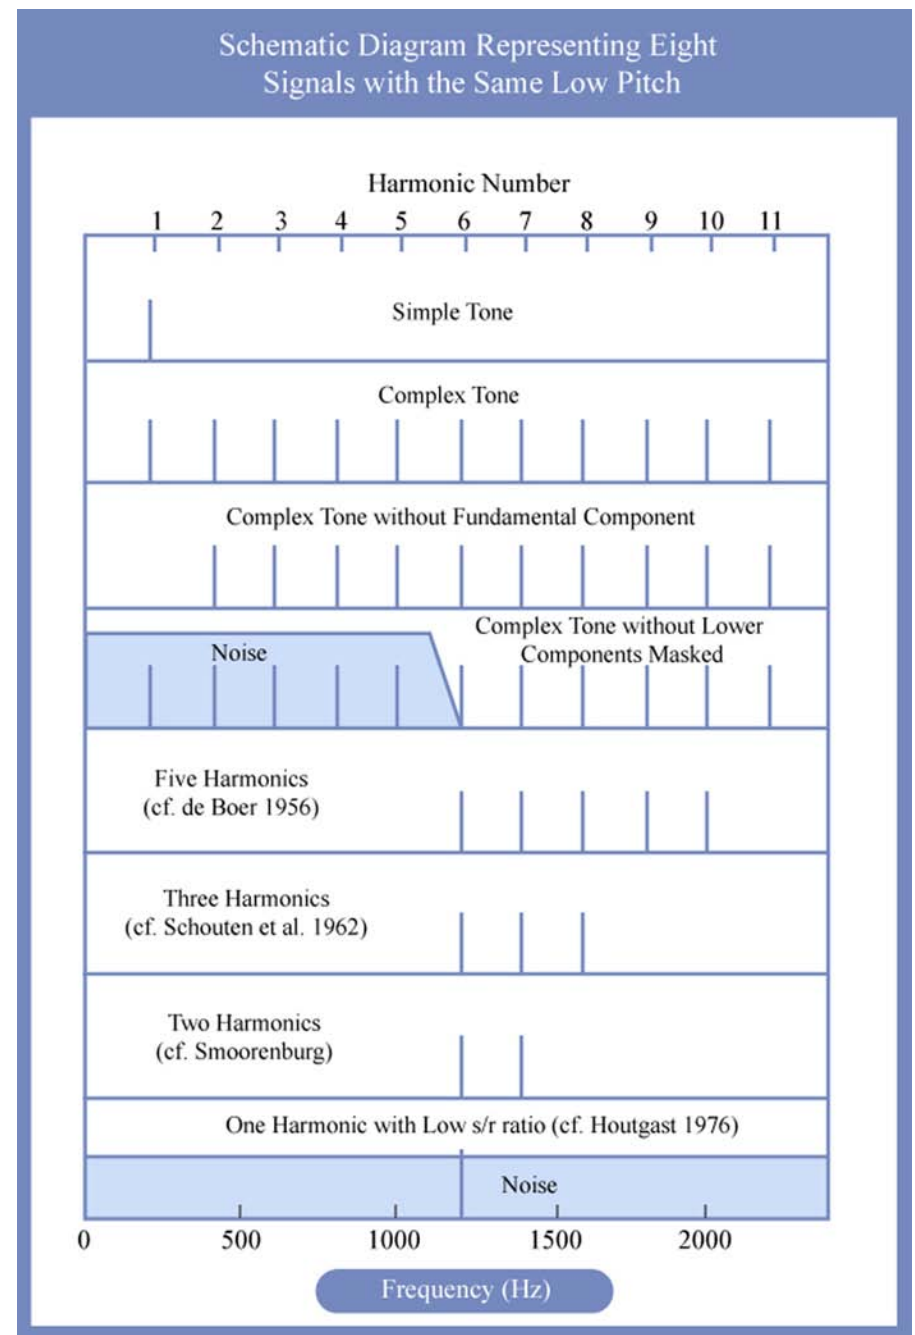 Schematic Diagram Representing Eight
Signals with the Same Low Pitch
Harmonic Number
1 2 3 4 5 6 7 8 9 10 11
Simple Tone
Complex Tone
Complex Tone without Fundamental Component
Complex Tone without Lower
Components Masked
Noise
Five Harmonics
(cf. de Boer 1956)
Three Harmonics
(cf. Schouten et al. 1962)
Two Harmonics
(cf. Smoorenburg)
One Harmonic with Low s/r ratio (cf. Houtgast 1976)
Noise
0 500 1000 1500 2000
Frequency (Hz)